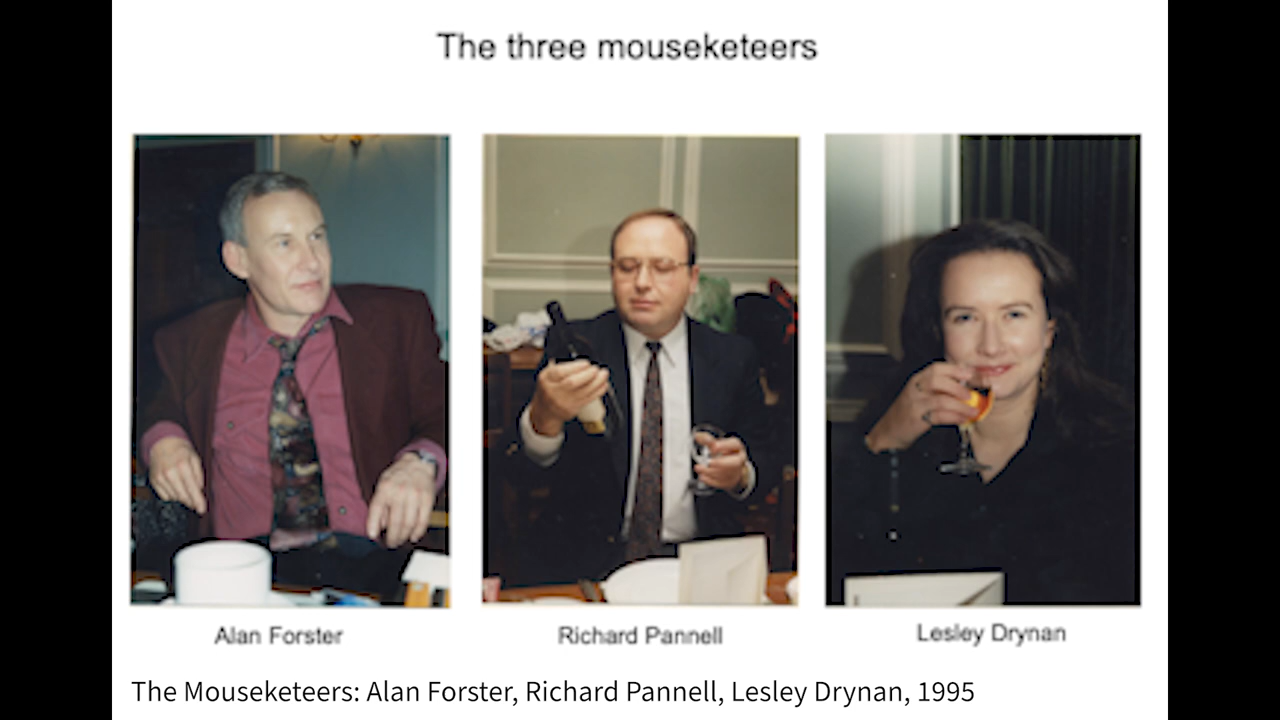 The three mouseketeers
Alan Forster
Richard Pannell
Lesley Drynan
The Mouseketeers: Alan Forster, Richard Pannell, Lesley Drynan, 1995